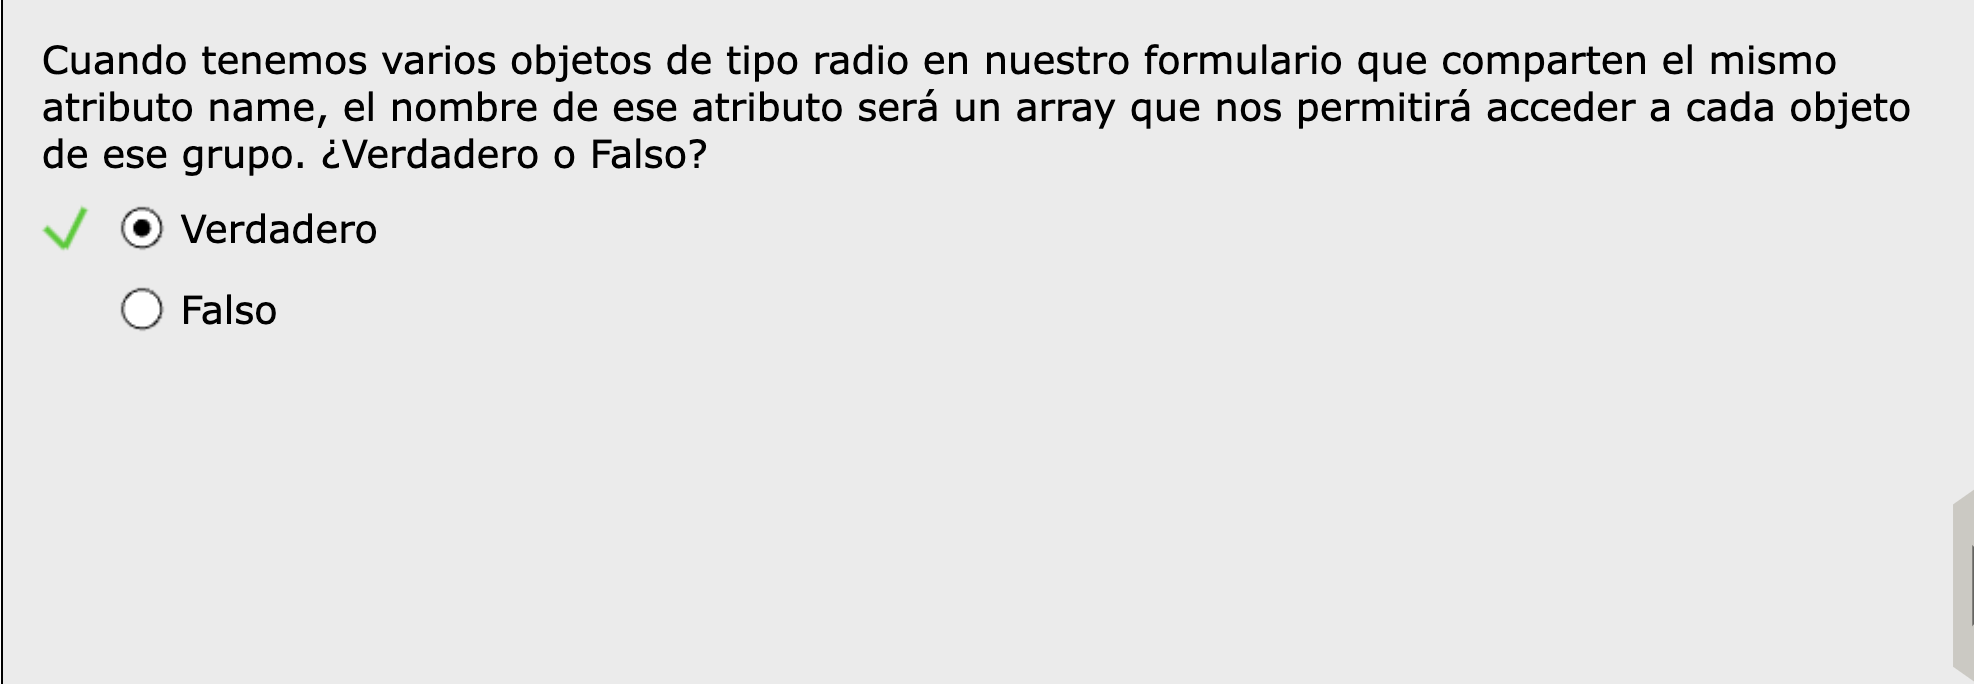 Cuando tenemos varios objetos de tipo radio en nuestro formulario que comparten el mismo
atributo name, el nombre de ese atributo será un array que nos permitirá acceder a cada objeto
de ese grupo. ¿Verdadero o Falso?
Verdadero
Falso